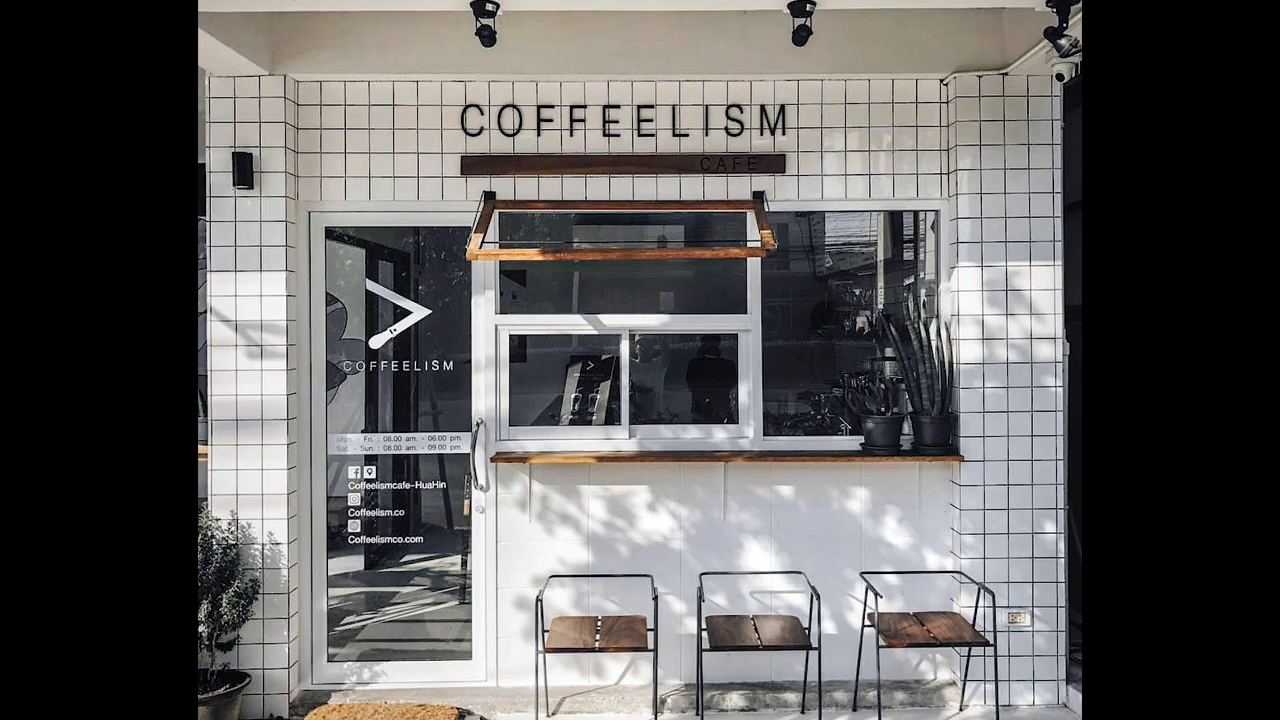 COFFEELISM
CAFE
COFFEELISM
Mon. - Fri. : 08.00 am. - 06.00 pm.
Sat. - Sun. : 08.00 am. - 09.00 pm.
Coffeelismcafe-HuaHin
Coffeelism.co
Coffeelismco.com